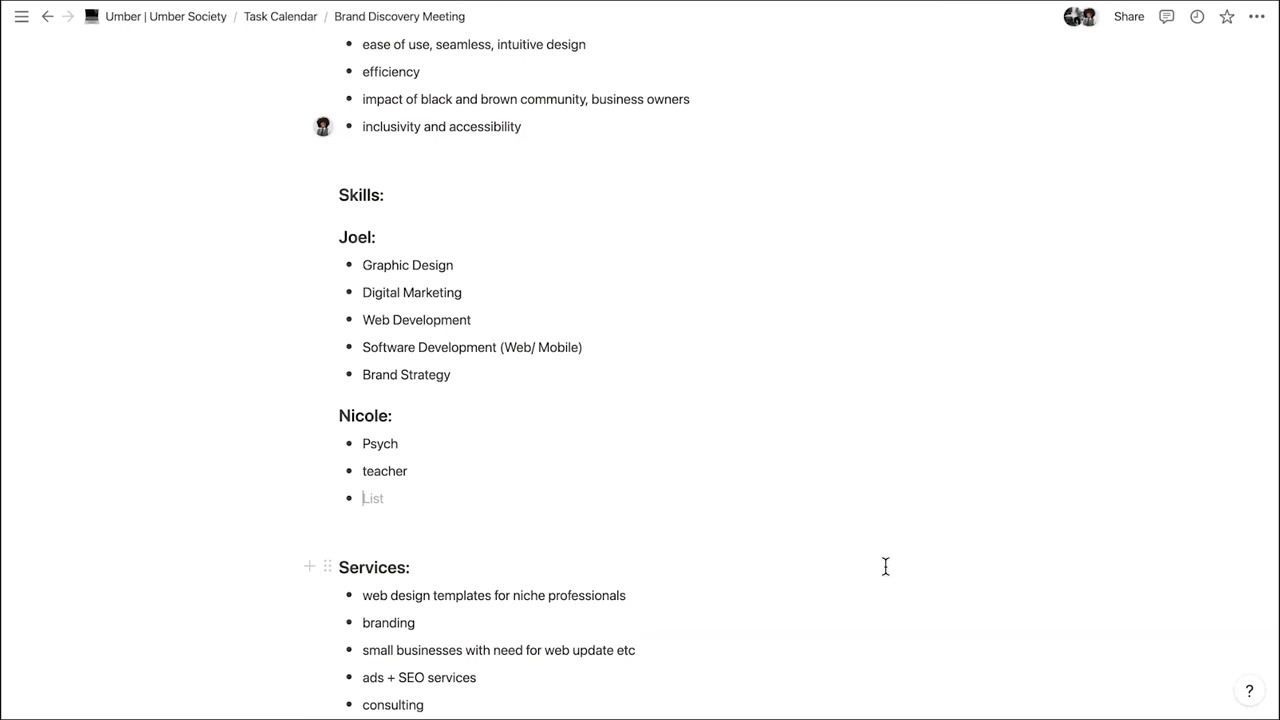 Umber | Umber Society / Task Calendar / Brand Discovery Meeting Share
ease of use, seamless, intuitive design
efficiency
impact of black and brown community, business owners
inclusivity and accessibility
Skills:
Joel:
Graphic Design
Digital Marketing
Web Development
Software Development (Web/ Mobile)
Brand Strategy
Nicole:
Psych
teacher
List
Services:
web design templates for niche professionals
branding
small businesses with need for web update etc
ads + SEO services
consulting
?